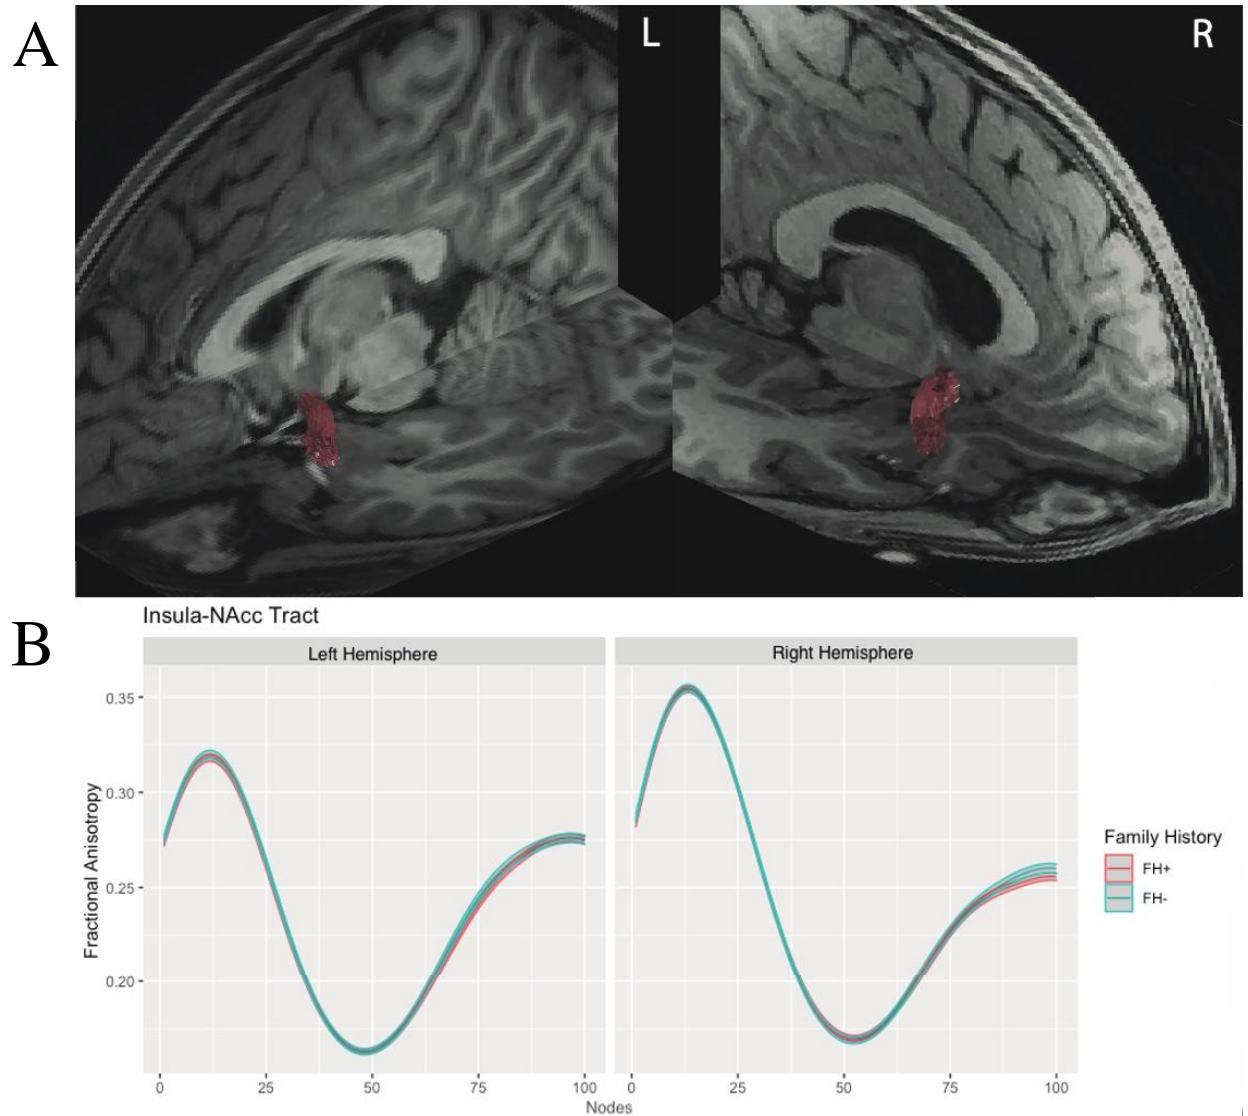 A
L
R
B
Insula-NAcc Tract
Left Hemisphere
Right Hemisphere
Fractional Anisotropy
0.35
0.30
0.25
0.20
0
25
50
75
100
0
25
50
75
100
Nodes
Family History
FH+
FH-